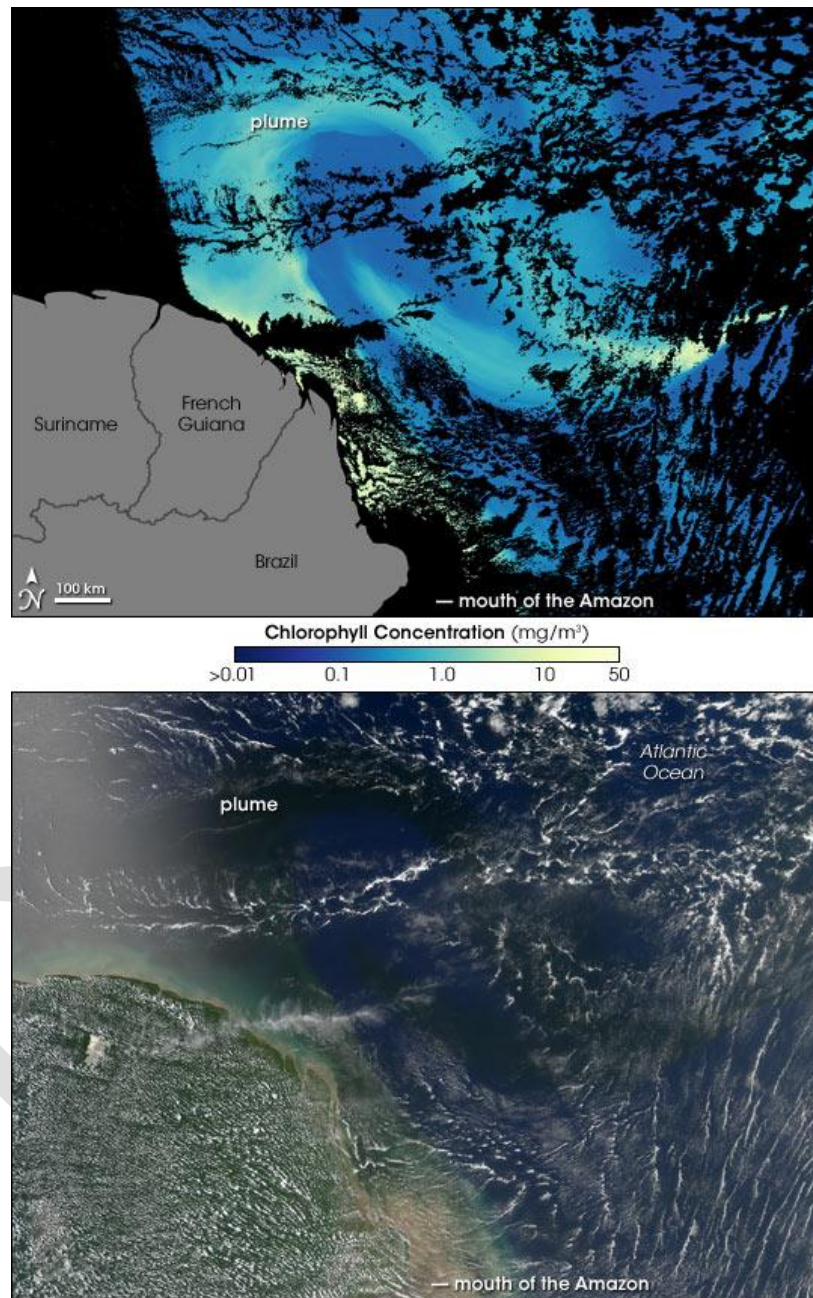 plume
Suriname
French
Guiana
Brazil
N
100 km
— mouth of the Amazon
Chlorophyll Concentration (mg/m³)
>0.01 0.1 1.0 10 50
Atlantic
Ocean
plume
— mouth of the Amazon